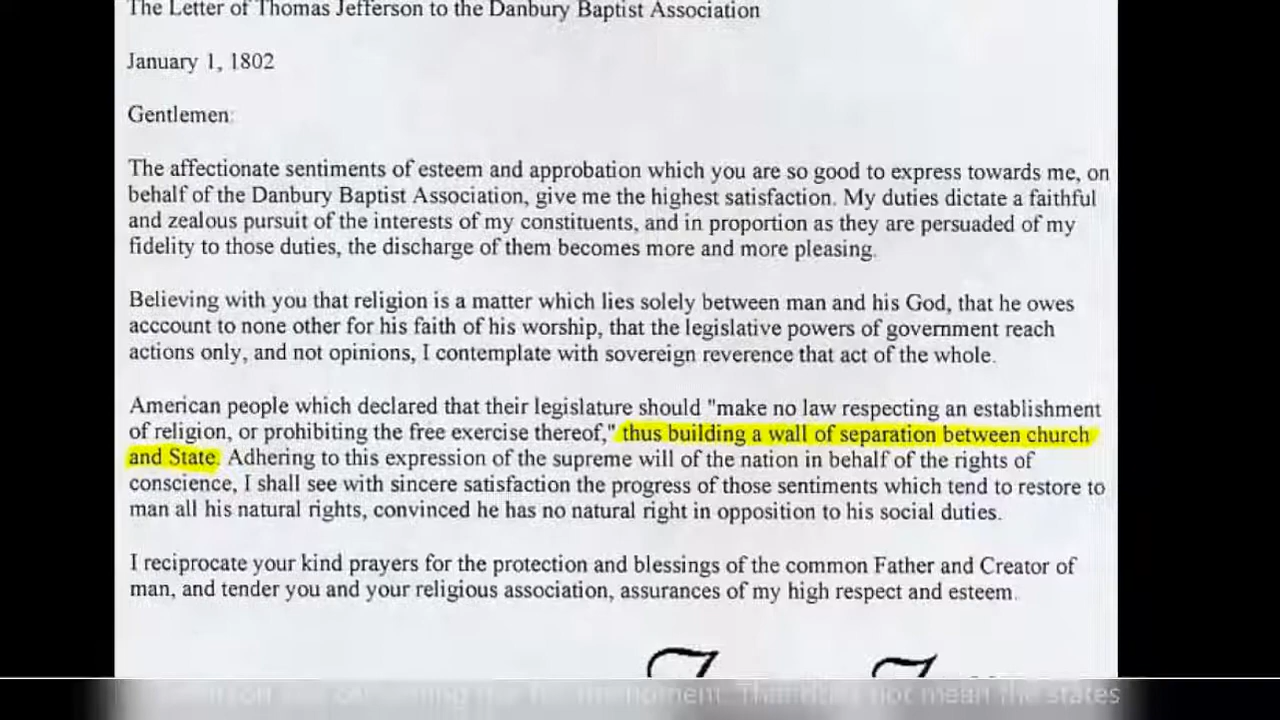 The Letter of Thomas Jefferson to the Danbury Baptist Association
January 1, 1802
Gentlemen:
The affectionate sentiments of esteem and approbation which you are so good to express towards me, on
behalf of the Danbury Baptist Association, give me the highest satisfaction. My duties dictate a faithful
and zealous pursuit of the interests of my constituents, and in proportion as they are persuaded of my
fidelity to those duties, the discharge of them becomes more and more pleasing.
Believing with you that religion is a matter which lies solely between man and his God, that he owes
acccount to none other for his faith of his worship, that the legislative powers of government reach
actions only, and not opinions, I contemplate with sovereign reverence that act of the whole.
American people which declared that their legislature should "make no law respecting an establishment
of religion, or prohibiting the free exercise thereof," thus building a wall of separation between church
and State. Adhering to this expression of the supreme will of the nation in behalf of the rights of
conscience, I shall see with sincere satisfaction the progress of those sentiments which tend to restore to
man all his natural rights, convinced he has no natural right in opposition to his social duties.
I reciprocate your kind prayers for the protection and blessings of the common Father and Creator of
man, and tender you and your religious association, assurances of my high respect and esteem.
not mean the states